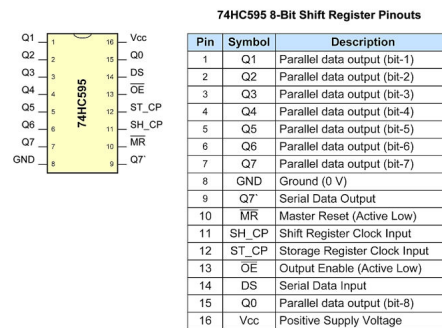 74HC595 8-Bit Shift Register Pinouts
Q1 1 16 Vcc
Q2 2 15 Q0
Q3 3 14 DS
Q4 4 13 OE
Q5 5 12 ST_CP
Q6 6 11 SH_CP
Q7 7 10 MR
GND 8 9 Q7`
74HC595
Pin Symbol Description
1 Q1 Parallel data output (bit-1)
2 Q2 Parallel data output (bit-2)
3 Q3 Parallel data output (bit-3)
4 Q4 Parallel data output (bit-4)
5 Q5 Parallel data output (bit-5)
6 Q6 Parallel data output (bit-6)
7 Q7 Parallel data output (bit-7)
8 GND Ground (0 V)
9 Q7` Serial Data Output
10 MR Master Reset (Active Low)
11 SH_CP Shift Register Clock Input
12 ST_CP Storage Register Clock Input
13 OE Output Enable (Active Low)
14 DS Serial Data Input
15 Q0 Parallel data output (bit-8)
16 Vcc Positive Supply Voltage